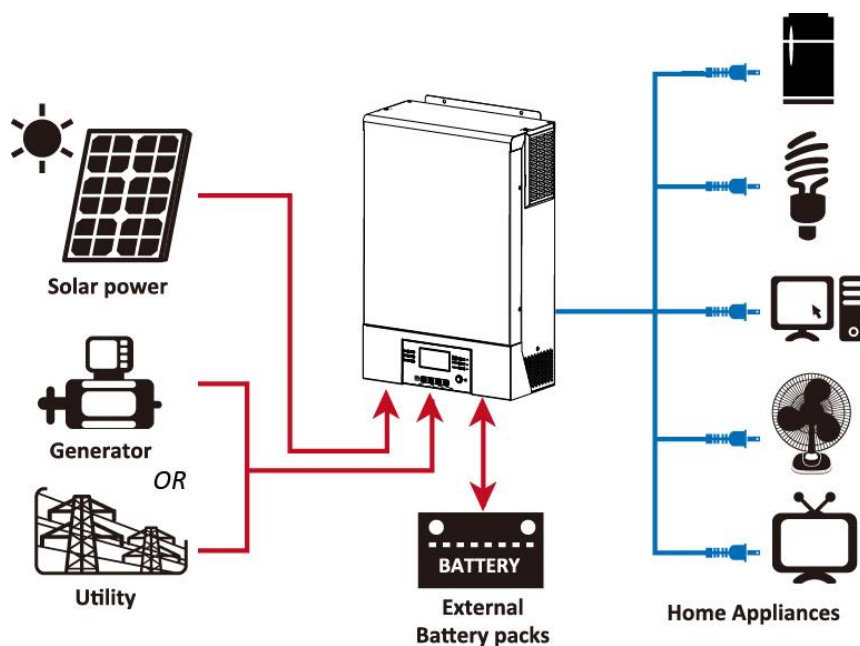 Solar power
Generator
OR
Utility
BATTERY
External
Battery packs
Home Appliances